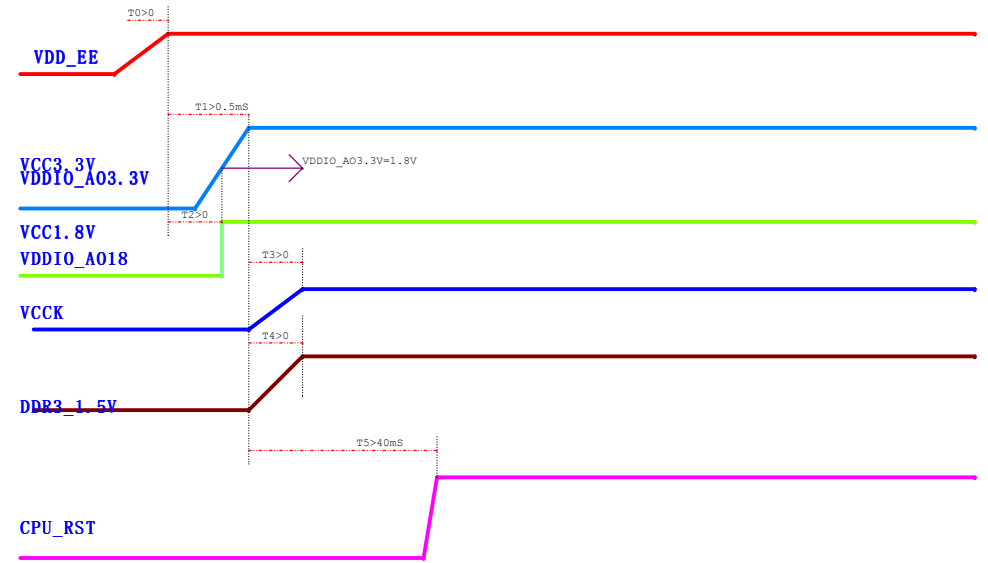 T0>0
VDD_EE
T1>0.5mS
VDDIO_AO3.3V=1.8V
VCC3.3V
VDDIO_AO3.3V
T2>0
VCC1.8V
T3>0
VDDIO_AO18
VCCK
T4>0
DDR3_1.5V
T5>40mS
CPU_RST